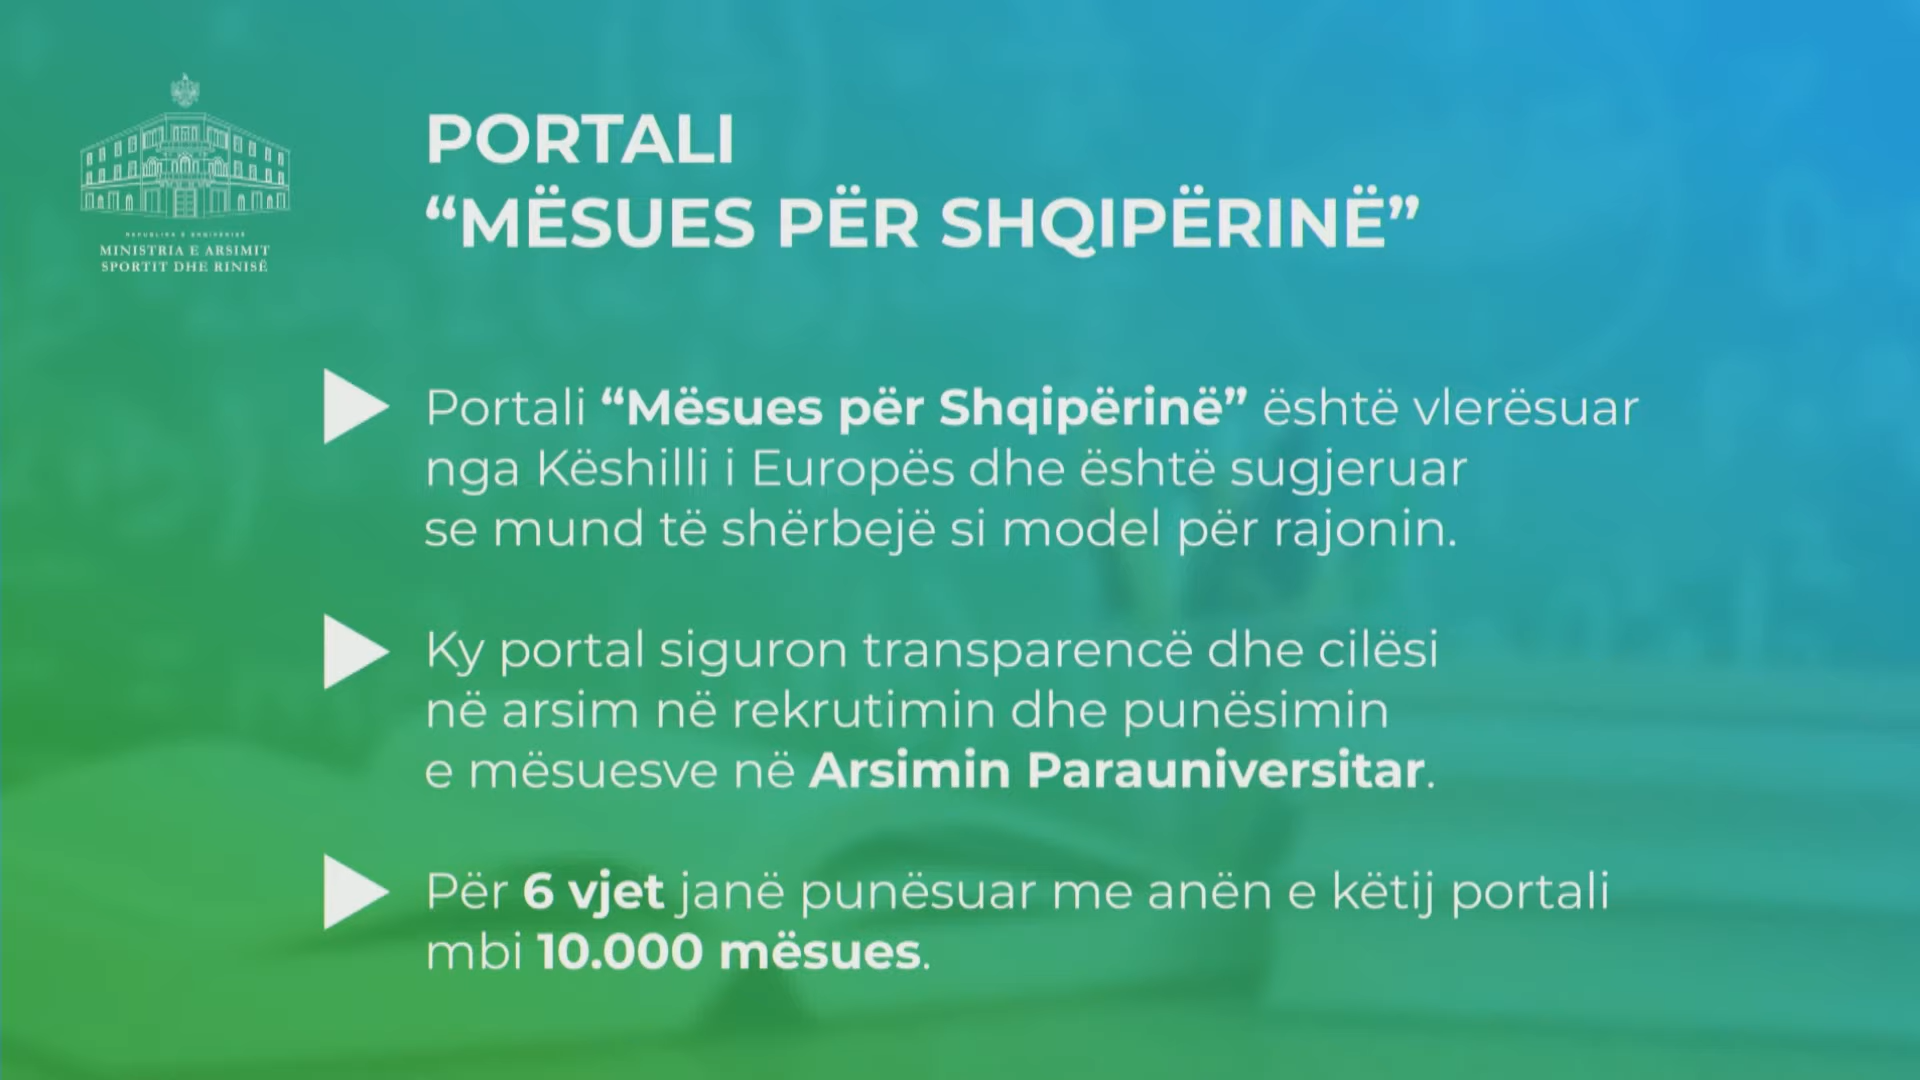 REPUBLIKA E SHQIPËRISË
MINISTRIA E ARSIMIT
SPORTIT DHE RINISË
PORTALI
“MËSUES PËR SHQIPËRINË”
Portali “Mësues për Shqipërinë” është vlerësuar
nga Këshilli i Europës dhe është sugjeruar
se mund të shërbejë si model për rajonin.
Ky portal siguron transparencë dhe cilësi
në arsim në rekrutimin dhe punësimin
e mësuesve në Arsimin Parauniversitar.
Për 6 vjet janë punësuar me anën e këtij portali
mbi 10.000 mësues.